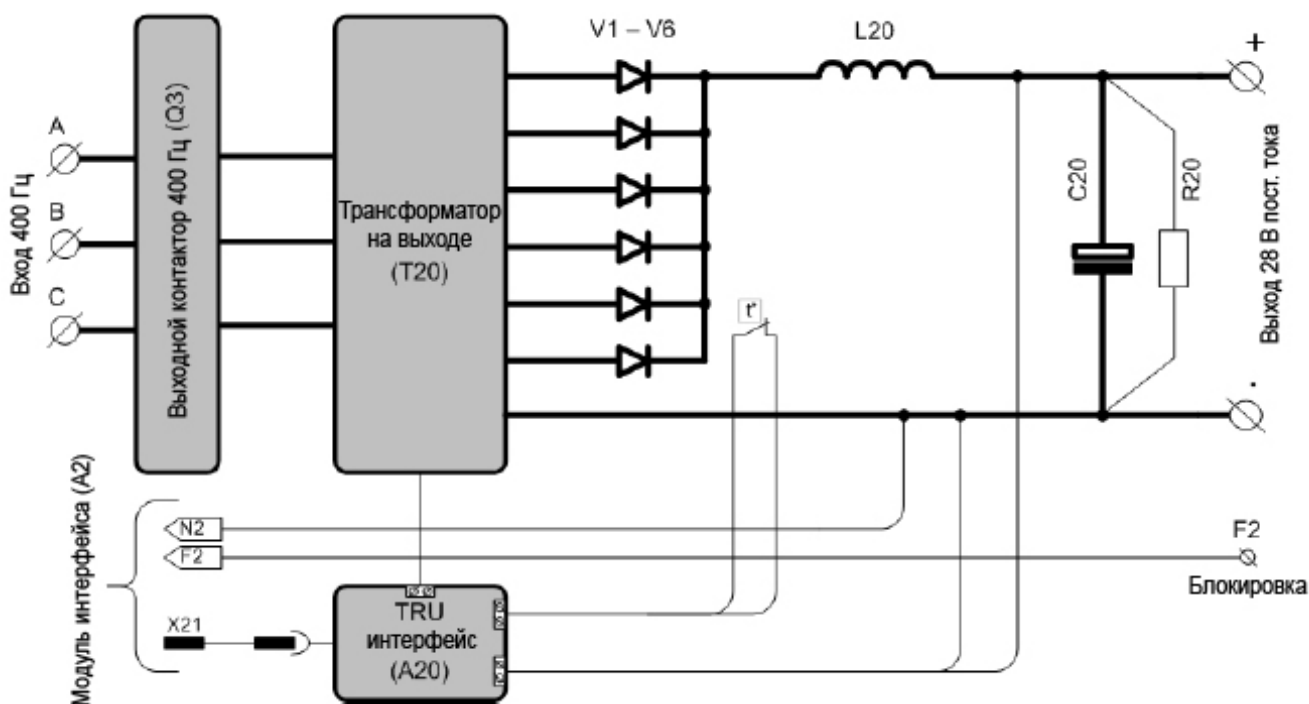 V1 – V6
L20
+
A
B
C
Вход 400 Гц
Выходной контактор 400 Гц (Q3)
Трансформатор
на выходе
(T20)
C20
R20
Выход 28 В пост. тока
t°
-
Модуль интерфейса (A2)
N2
F2
F2
Блокировка
X21
TRU
интерфейс
(A20)